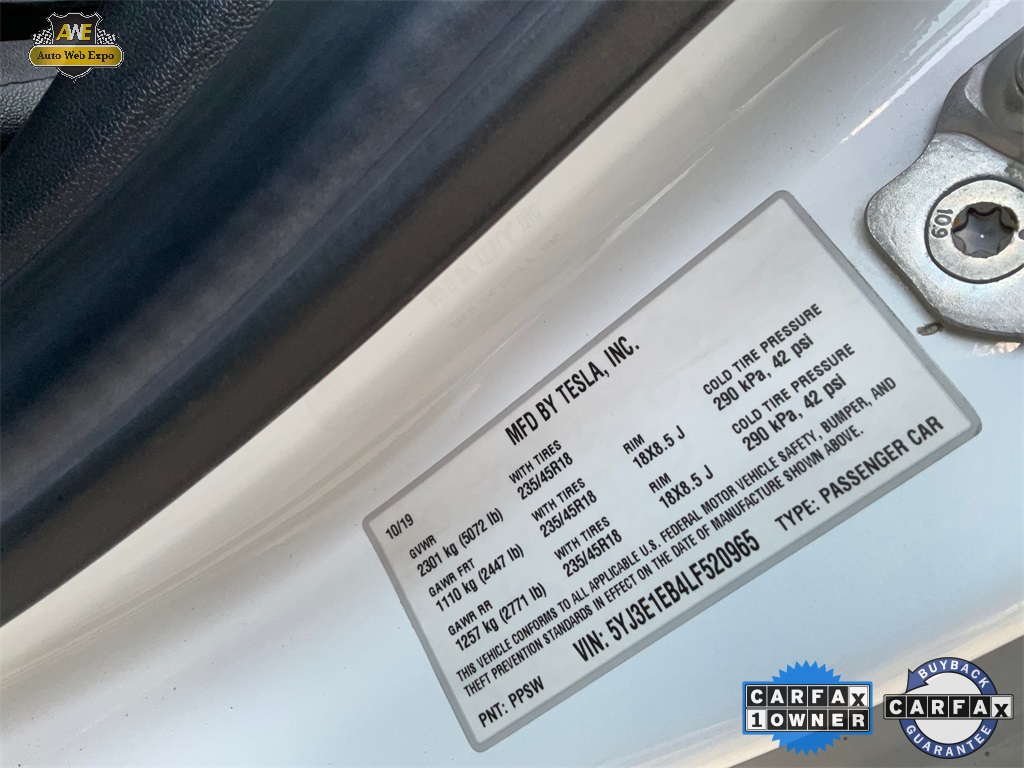 AWE
Auto Web Expo
109
MFD BY TESLA, INC.
10/19
GVWR
2301 kg (5072 lb)
WITH TIRES
235/45R18
RIM
18X8.5 J
COLD TIRE PRESSURE
290 kPa, 42 psi
GAWR FRT
1110 kg (2447 lb)
WITH TIRES
235/45R18
RIM
18X8.5 J
COLD TIRE PRESSURE
290 kPa, 42 psi
GAWR RR
1257 kg (2771 lb)
WITH TIRES
235/45R18
THIS VEHICLE CONFORMS TO ALL APPLICABLE U.S. FEDERAL MOTOR VEHICLE SAFETY, BUMPER, AND
THEFT PREVENTION STANDARDS IN EFFECT ON THE DATE OF MANUFACTURE SHOWN ABOVE.
VIN: 5YJ3E1EB4LF520965
TYPE: PASSENGER CAR
PNT: PPSW
CARFAX
1 OWNER
BUYBACK
CARFAX
GUARANTEE